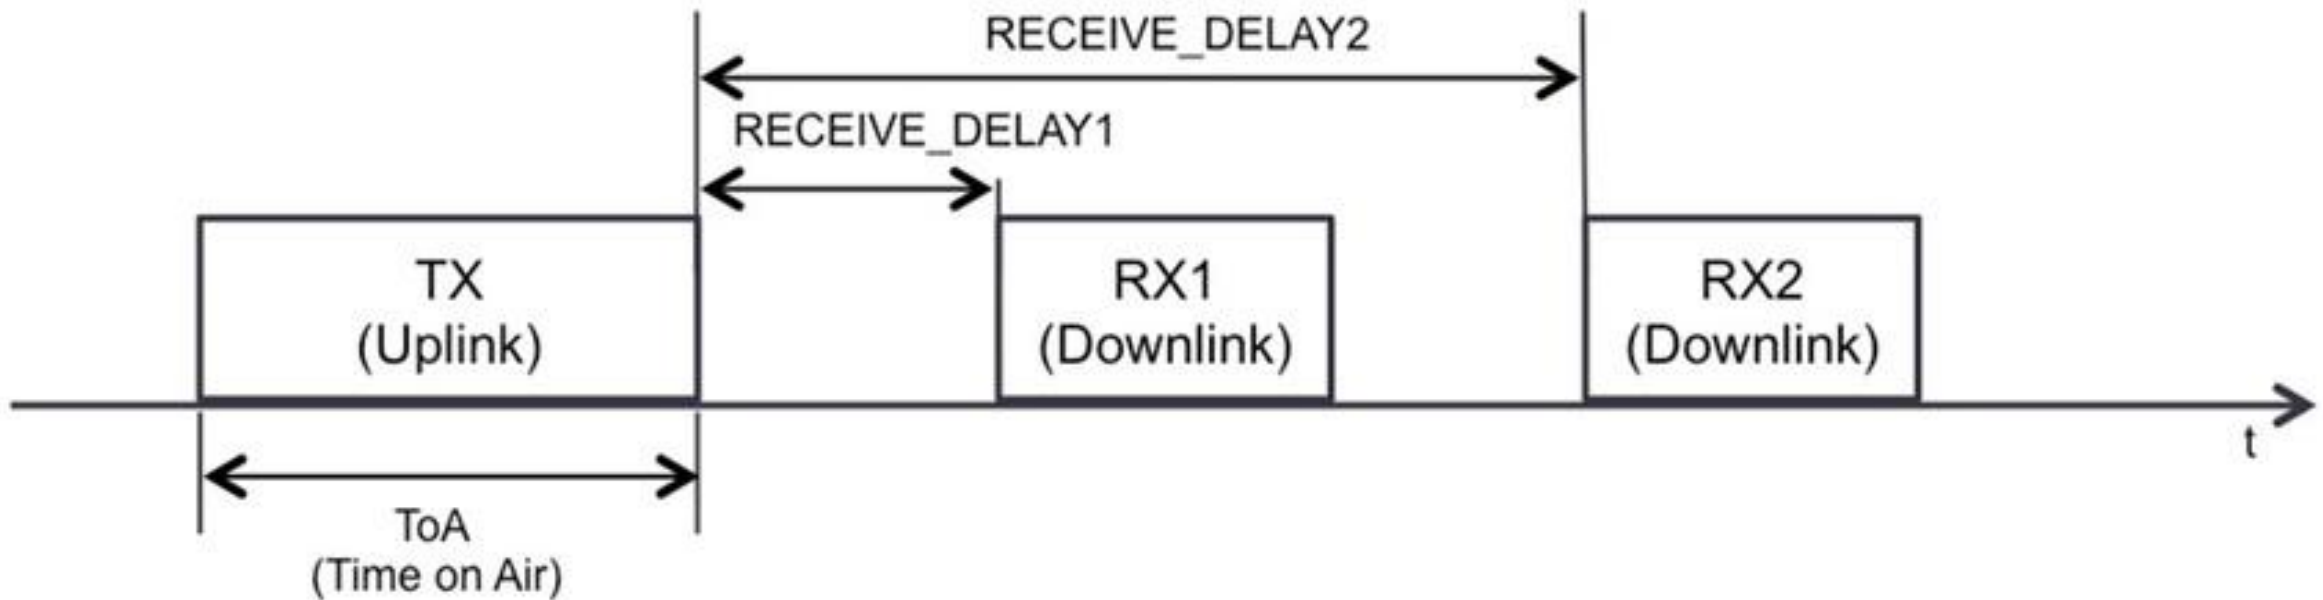 RECEIVE_DELAY2
RECEIVE_DELAY1
TX
(Uplink)
RX1
(Downlink)
RX2
(Downlink)
t
ToA
(Time on Air)